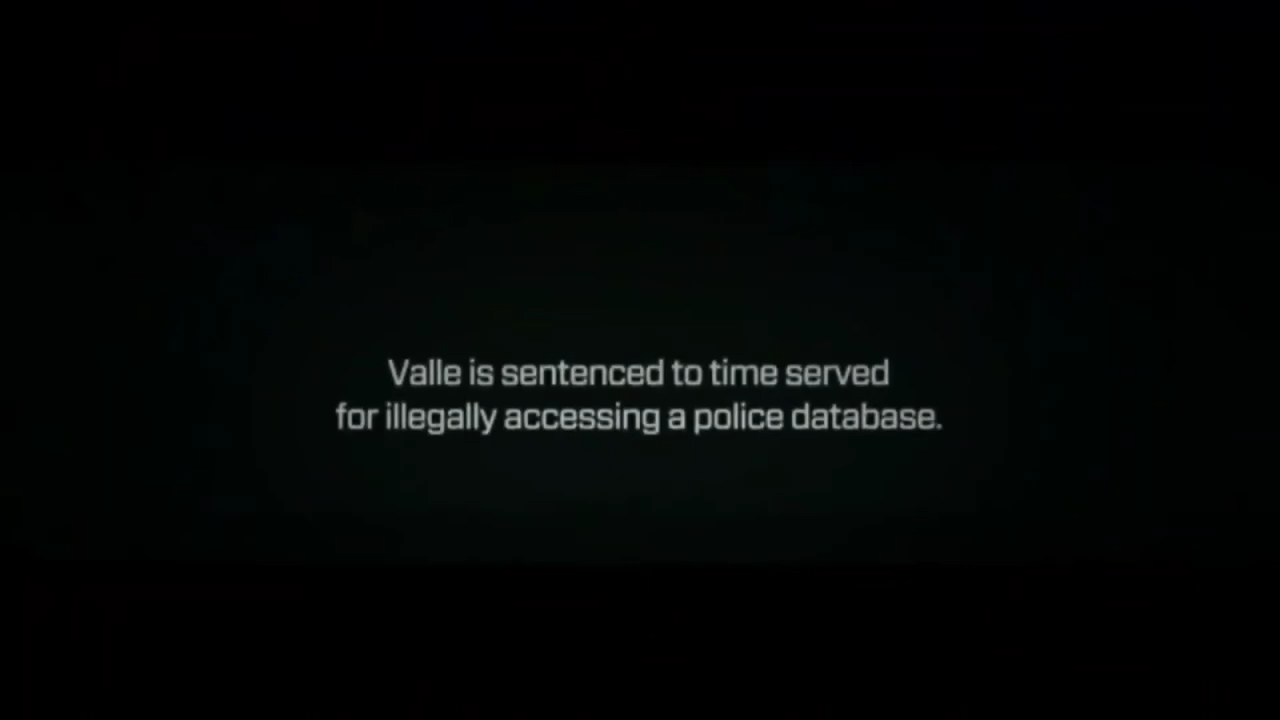 Valle is sentenced to time served
for illegally accessing a police database.